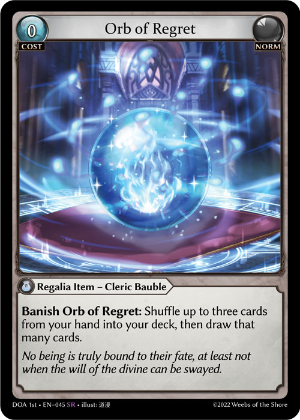 0
Orb of Regret
COST
NORM
Regalia Item – Cleric Bauble
Banish Orb of Regret: Shuffle up to three cards
from your hand into your deck, then draw that
many cards.
No being is truly bound to their fate, at least not
when the will of the divine can be swayed.
DOA 1st • EN-045 SR • illust: 道漫
©2022 Weebs of the Shore